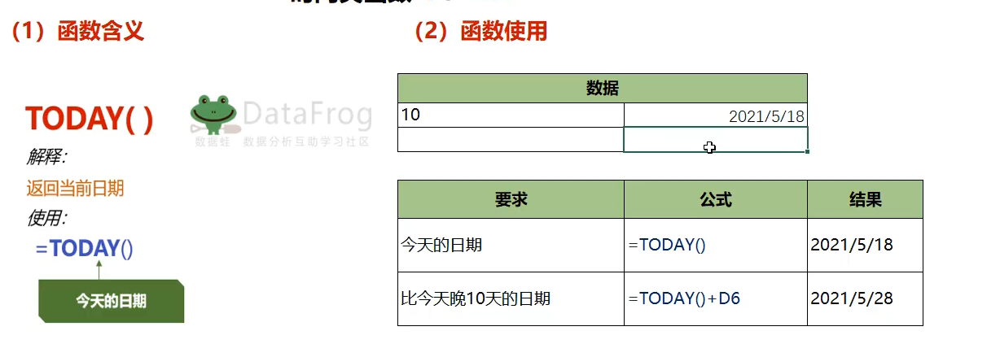 （1）函数含义
（2）函数使用
TODAY( )
DataFrog
数据蛙 数据分析互助学习社区
解释：
返回当前日期
使用：
=TODAY()
今天的日期
数据
10 2021/5/18
要求 公式 结果
今天的日期 =TODAY() 2021/5/18
比今天晚10天的日期 =TODAY()+D6 2021/5/28